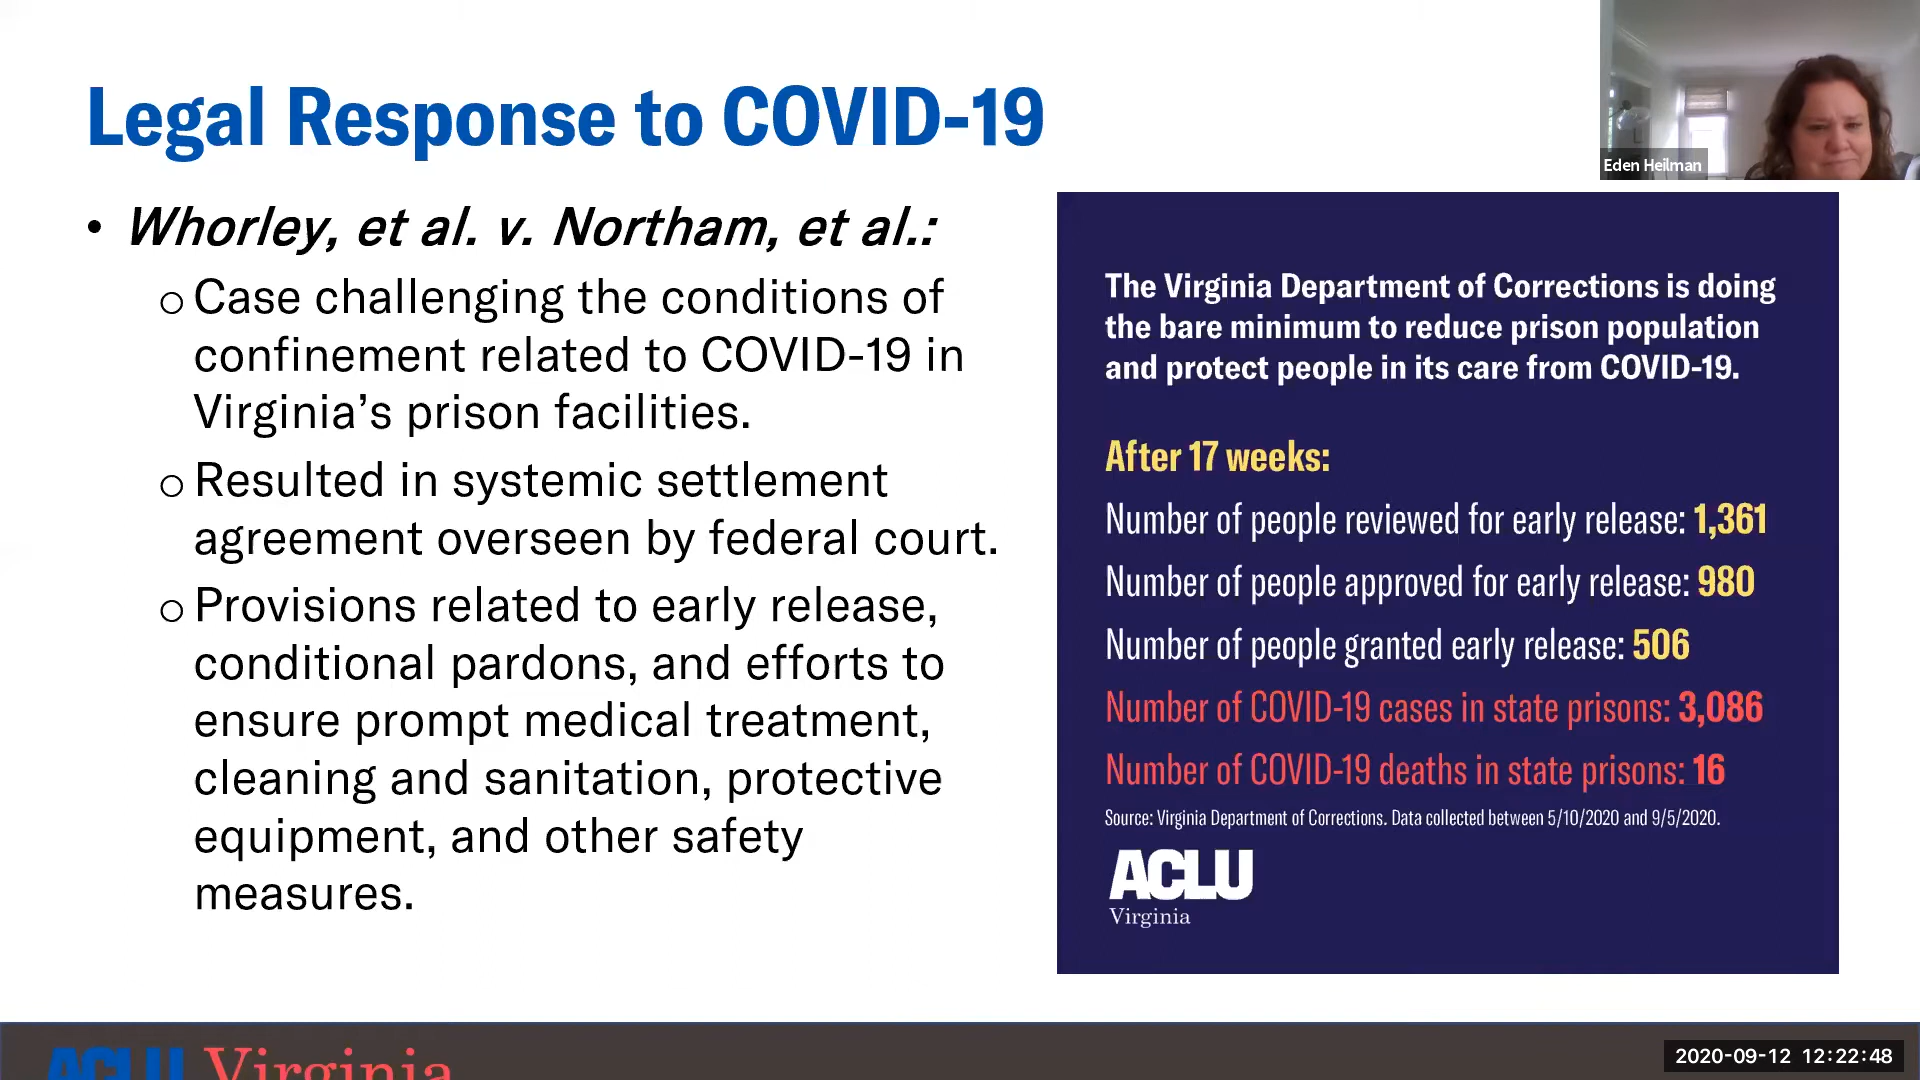 Legal Response to COVID-19
Eden Heilman
• Whorley, et al. v. Northam, et al.:
o Case challenging the conditions of
confinement related to COVID-19 in
Virginia’s prison facilities.
o Resulted in systemic settlement
agreement overseen by federal court.
o Provisions related to early release,
conditional pardons, and efforts to
ensure prompt medical treatment,
cleaning and sanitation, protective
equipment, and other safety
measures.
The Virginia Department of Corrections is doing
the bare minimum to reduce prison population
and protect people in its care from COVID-19.
After 17 weeks:
Number of people reviewed for early release: 1,361
Number of people approved for early release: 980
Number of people granted early release: 506
Number of COVID-19 cases in state prisons: 3,086
Number of COVID-19 deaths in state prisons: 16
Source: Virginia Department of Corrections. Data collected between 5/10/2020 and 9/5/2020.
ACLU
Virginia
ACLU Virginia
2020-09-12 12:22:48